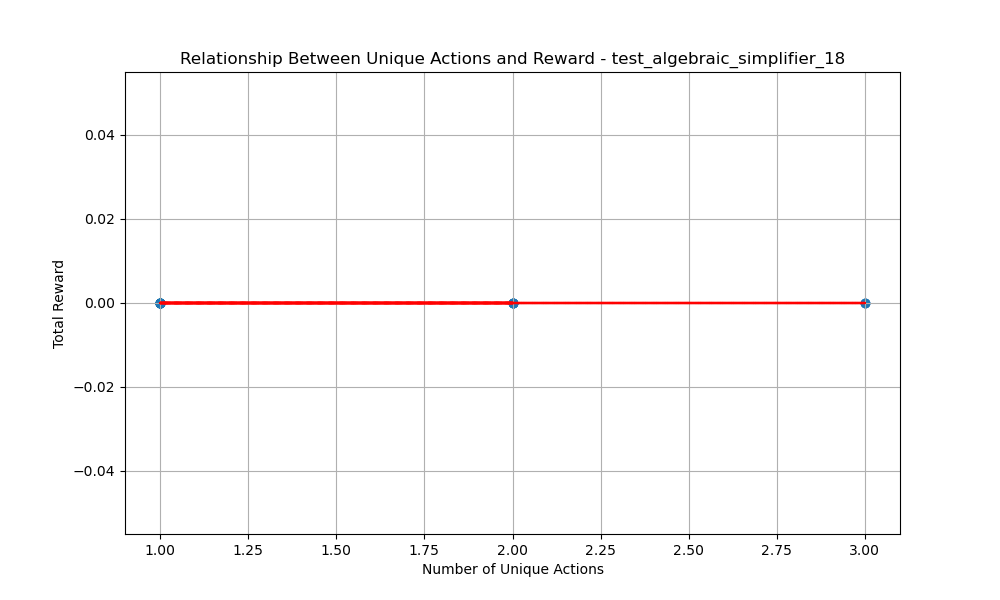 Relationship Between Unique Actions and Reward - test_algebraic_simplifier_18
0.04
0.02
0.00
−0.02
−0.04
Total Reward
1.00 1.25 1.50 1.75 2.00 2.25 2.50 2.75 3.00
Number of Unique Actions